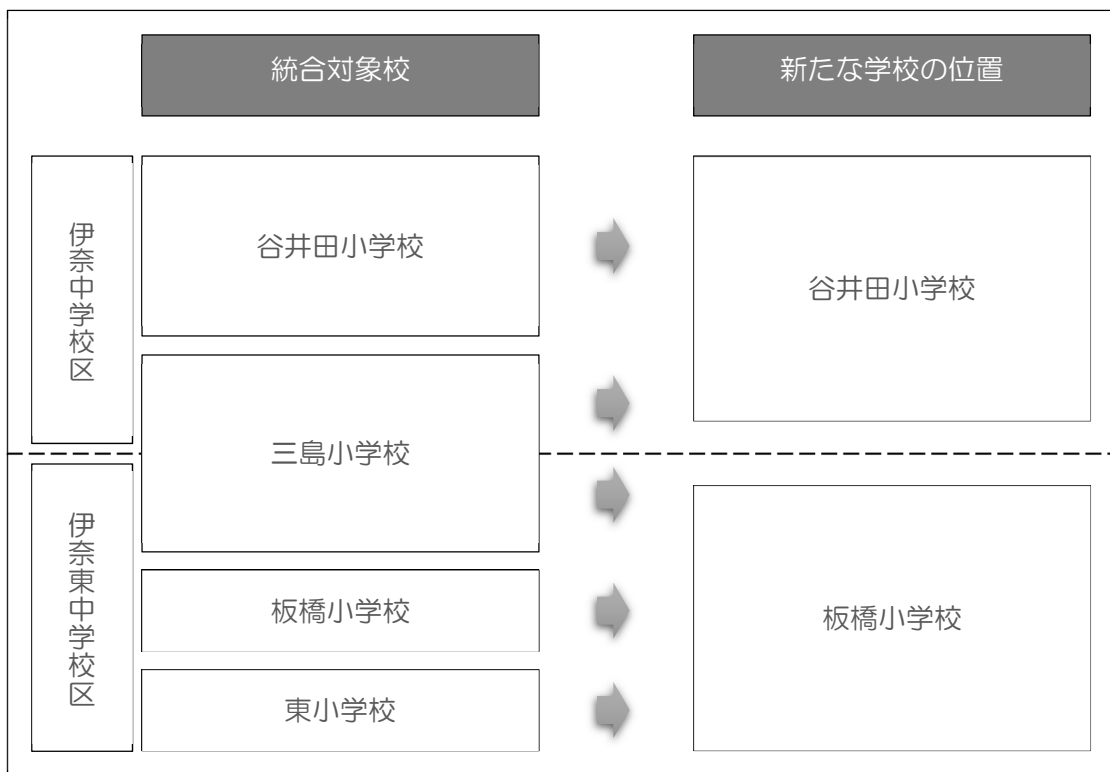 統合対象校
新たな学校の位置
伊奈中学校区
谷井田小学校
谷井田小学校
三島小学校
伊奈東中学校区
板橋小学校
板橋小学校
東小学校